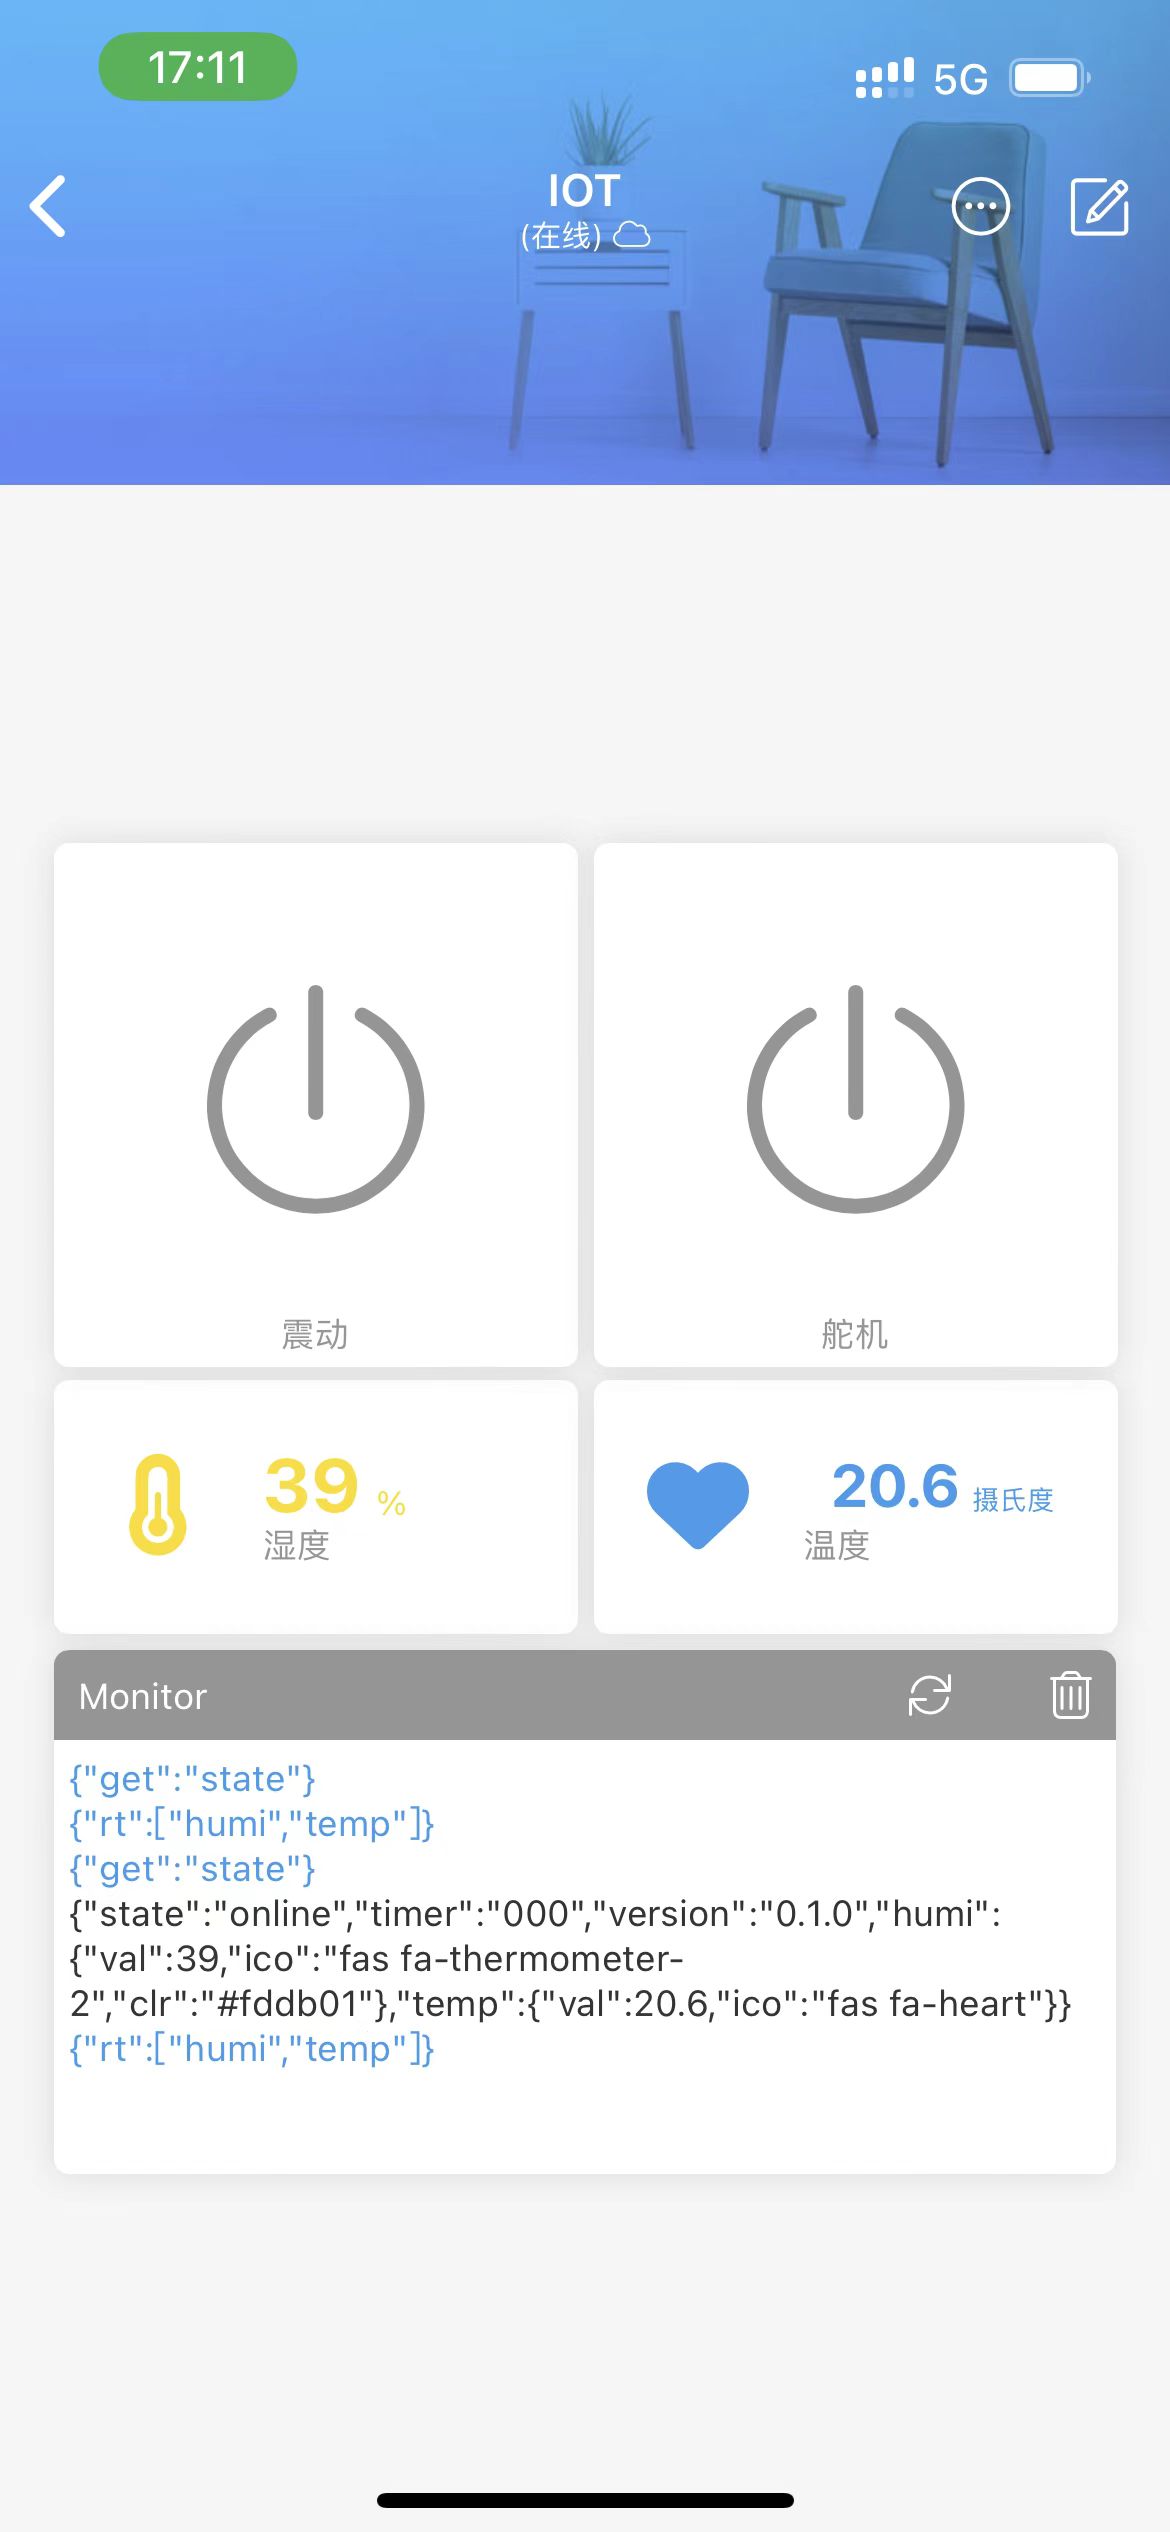 17:11
5G
IOT
(在线)
震动
舵机
39 %
湿度
20.6 摄氏度
温度
Monitor
{"get":"state"}
{"rt":["humi","temp"]}
{"get":"state"}
{"state":"online","timer":"000","version":"0.1.0","humi":
{"val":39,"ico":"fas fa-thermometer-
2","clr":"#fddb01"},"temp":{"val":20.6,"ico":"fas fa-heart"}}
{"rt":["humi","temp"]}